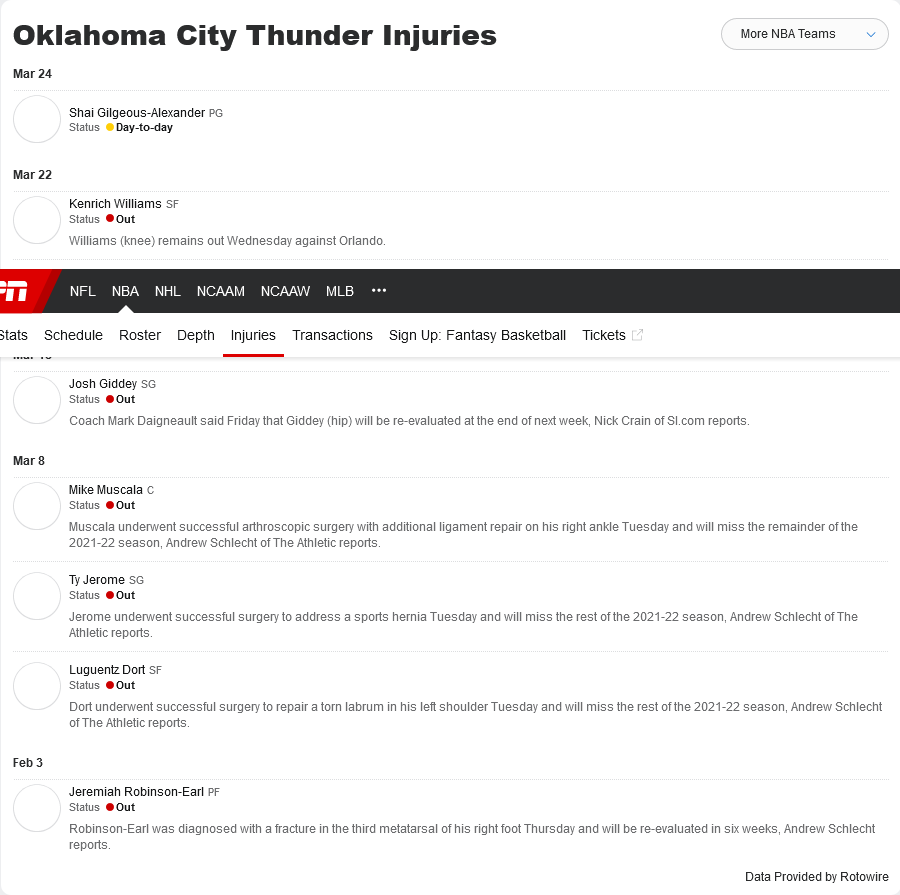 Oklahoma City Thunder Injuries
More NBA Teams
Mar 24
Shai Gilgeous-Alexander PG
Status Day-to-day
Mar 22
Kenrich Williams SF
Status Out
Williams (knee) remains out Wednesday against Orlando.
NFL NBA NHL NCAAM NCAAW MLB •••
Stats Schedule Roster Depth Injuries Transactions Sign Up: Fantasy Basketball Tickets
Josh Giddey SG
Status Out
Coach Mark Daigneault said Friday that Giddey (hip) will be re-evaluated at the end of next week, Nick Crain of SI.com reports.
Mar 8
Mike Muscala C
Status Out
Muscala underwent successful arthroscopic surgery with additional ligament repair on his right ankle Tuesday and will miss the remainder of the
2021-22 season, Andrew Schlecht of The Athletic reports.
Ty Jerome SG
Status Out
Jerome underwent successful surgery to address a sports hernia Tuesday and will miss the rest of the 2021-22 season, Andrew Schlecht of The
Athletic reports.
Luguentz Dort SF
Status Out
Dort underwent successful surgery to repair a torn labrum in his left shoulder Tuesday and will miss the rest of the 2021-22 season, Andrew Schlecht
of The Athletic reports.
Feb 3
Jeremiah Robinson-Earl PF
Status Out
Robinson-Earl was diagnosed with a fracture in the third metatarsal of his right foot Thursday and will be re-evaluated in six weeks, Andrew Schlecht
reports.
Data Provided by Rotowire